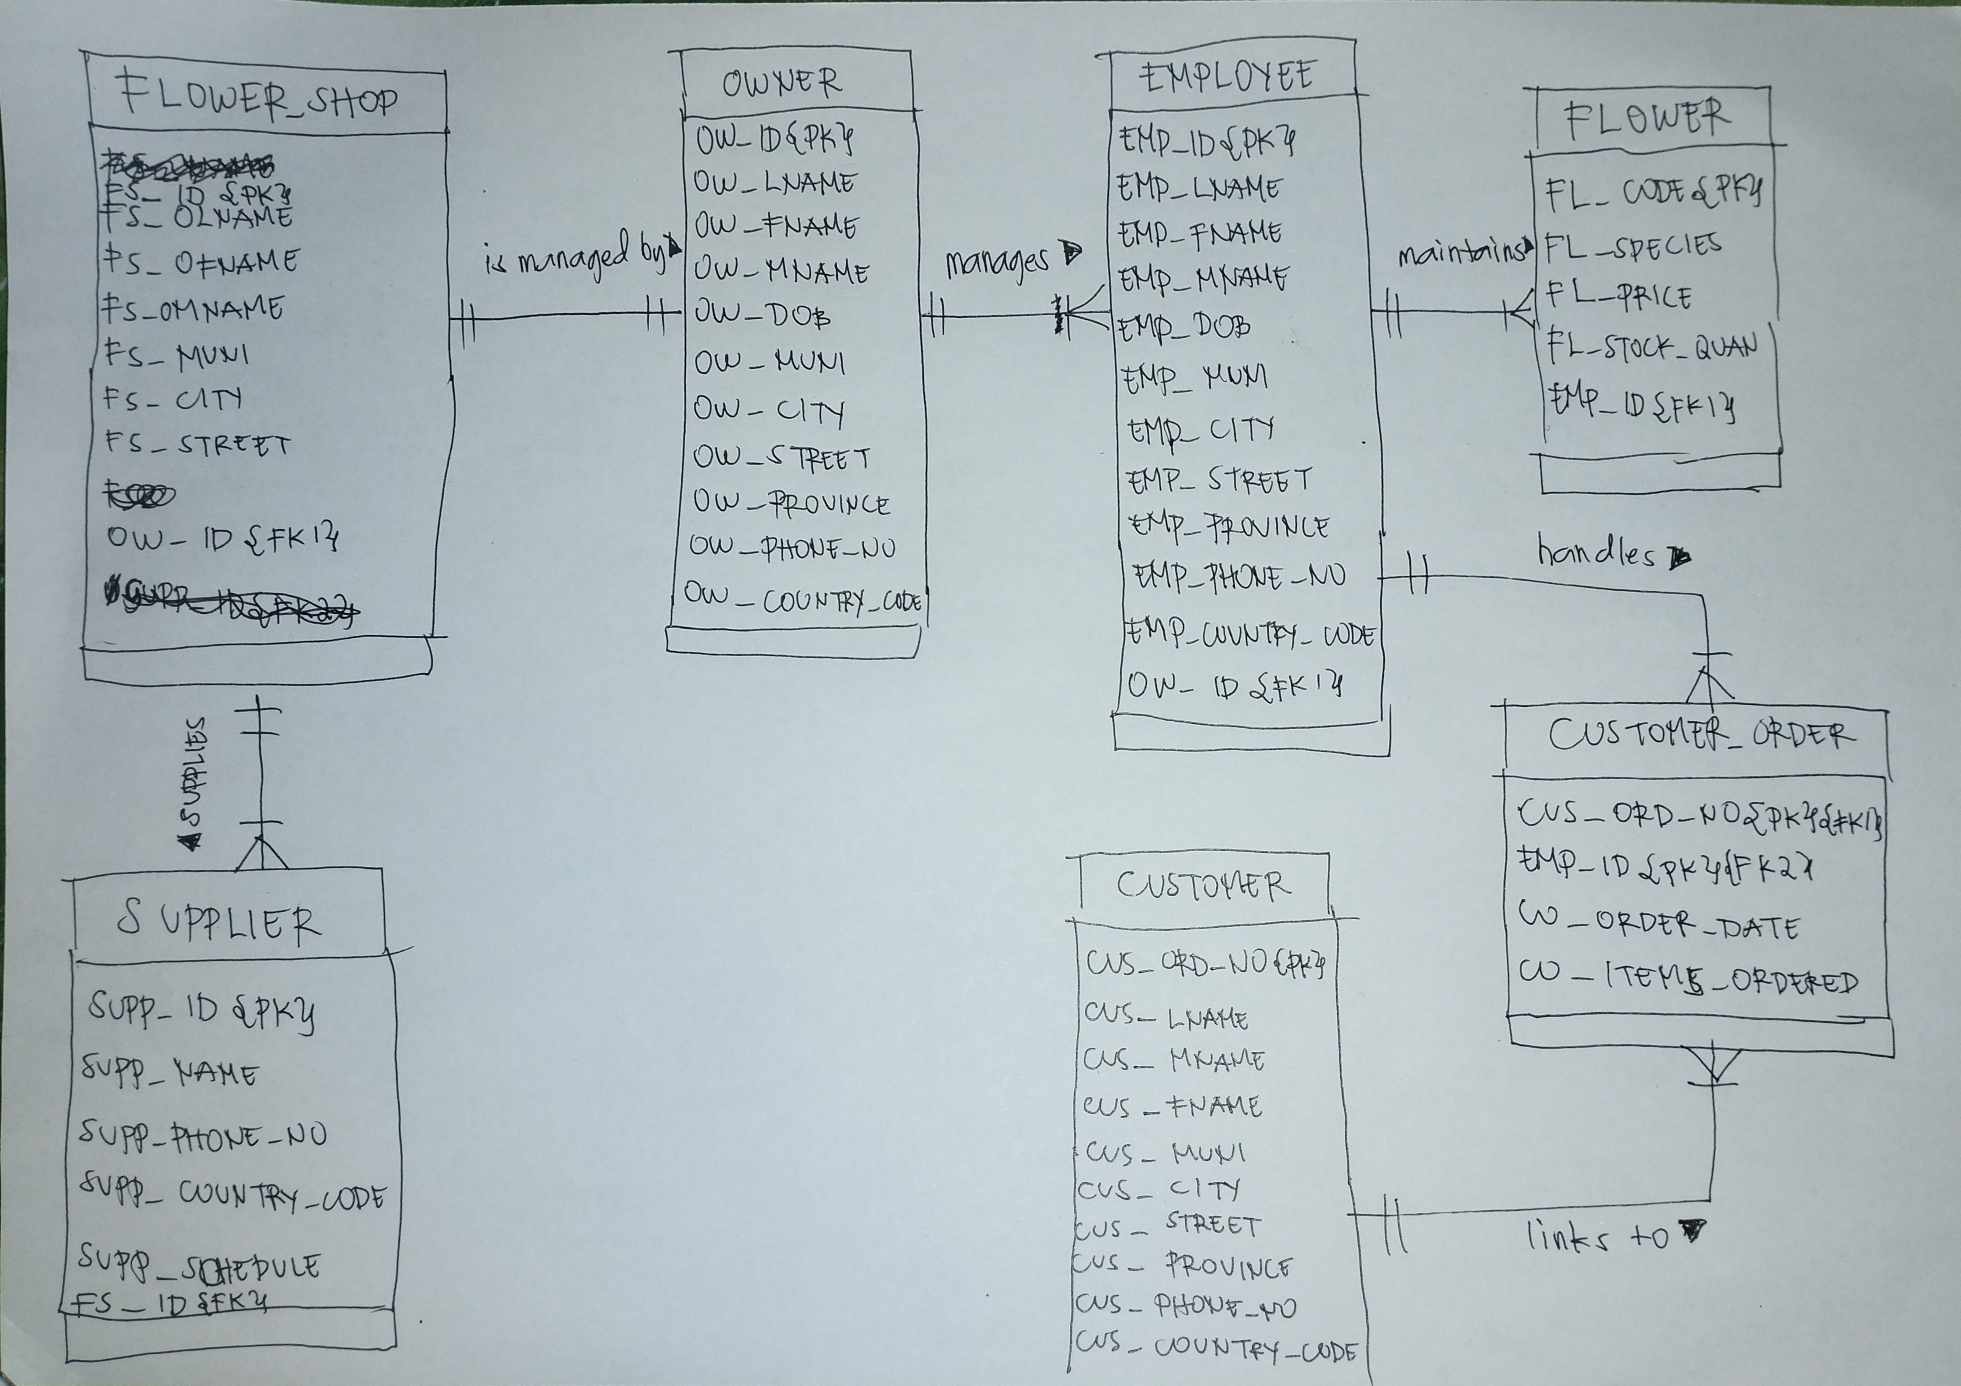 FLOWER_SHOP
FS_ID {PK}
FS_OLNAME
FS_OFNAME
FS_OMNAME
FS_MUNI
FS_CITY
FS_STREET
OW_ID {FK1}
is managed by
OWNER
OW_ID {PK}
OW_LNAME
OW_FNAME
OW_MNAME
OW_DOB
OW_MUNI
OW_CITY
OW_STREET
OW_PROVINCE
OW_PHONE_NO
OW_COUNTRY_CODE
manages
EMPLOYEE
EMP_ID {PK}
EMP_LNAME
EMP_FNAME
EMP_MNAME
EMP_DOB
EMP_MUNI
EMP_CITY
EMP_STREET
EMP_PROVINCE
EMP_PHONE_NO
EMP_COUNTRY_CODE
OW_ID {FK1}
maintains
FLOWER
FL_CODE {PK}
FL_SPECIES
FL_PRICE
FL_STOCK_QUAN
EMP_ID {FK1}
handles
SUPPLIES
SUPPLIER
SUPP_ID {PK}
SUPP_NAME
SUPP_PHONE_NO
SUPP_COUNTRY_CODE
SUPP_SCHEDULE
FS_ID {FK}
CUSTOMER
CUS_ORD_NO {PK}
CUS_LNAME
CUS_MNAME
CUS_FNAME
CUS_MUNI
CUS_CITY
CUS_STREET
CUS_PROVINCE
CUS_PHONE_NO
CUS_COUNTRY_CODE
CUSTOMER_ORDER
CUS_ORD_NO {PK} {FK1}
EMP_ID {PK} {FK2}
CO_ORDER_DATE
CO_ITEMS_ORDERED
links to